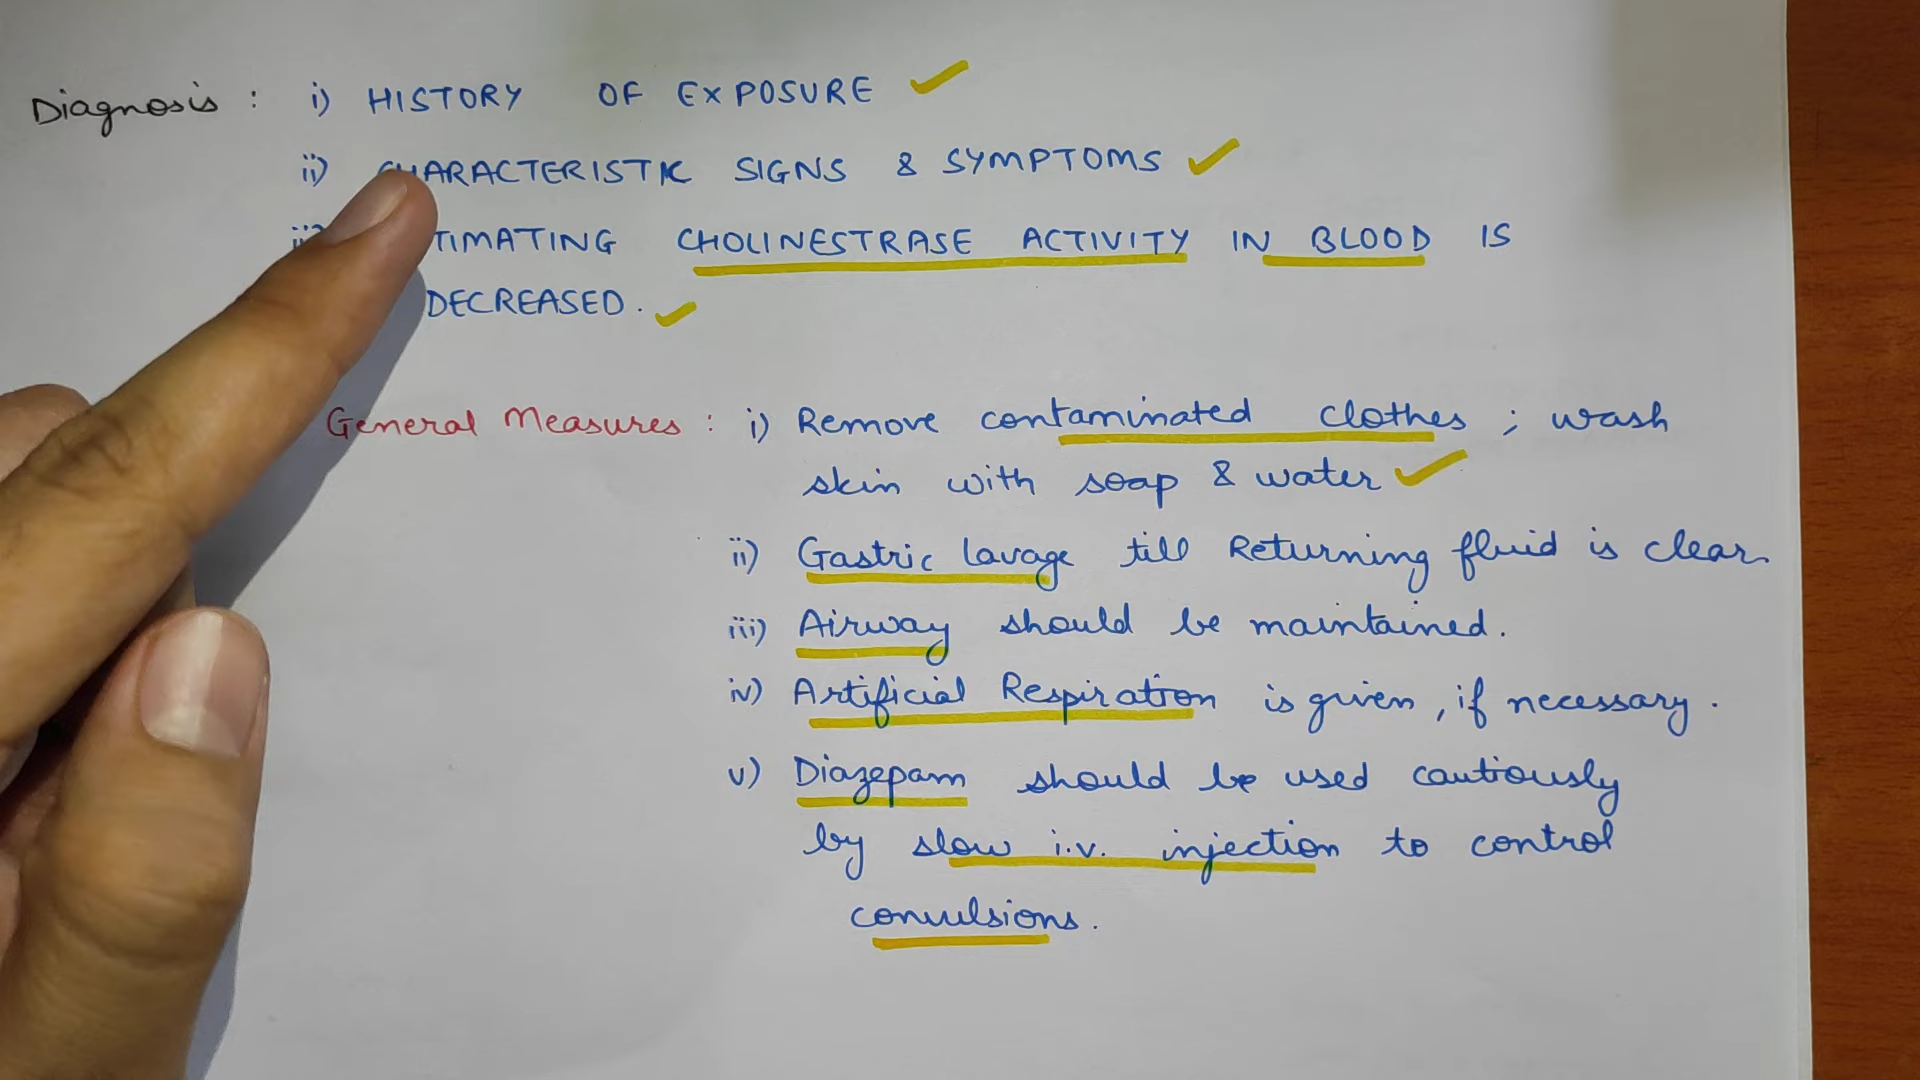 Diagnosis : i) HISTORY OF EXPOSURE
ii) CHARACTERISTIC SIGNS & SYMPTOMS
TIMATING CHOLINESTRASE ACTIVITY IN BLOOD IS
DECREASED.
General Measures : i) Remove contaminated clothes ; wash
skin with soap & water
ii) Gastric lavage till Returning fluid is clear
iii) Airway should be maintained.
iv) Artificial Respiration is given, if necessary.
v) Diazepam should be used cautiously
by slow i.v. injection to control
convulsions.